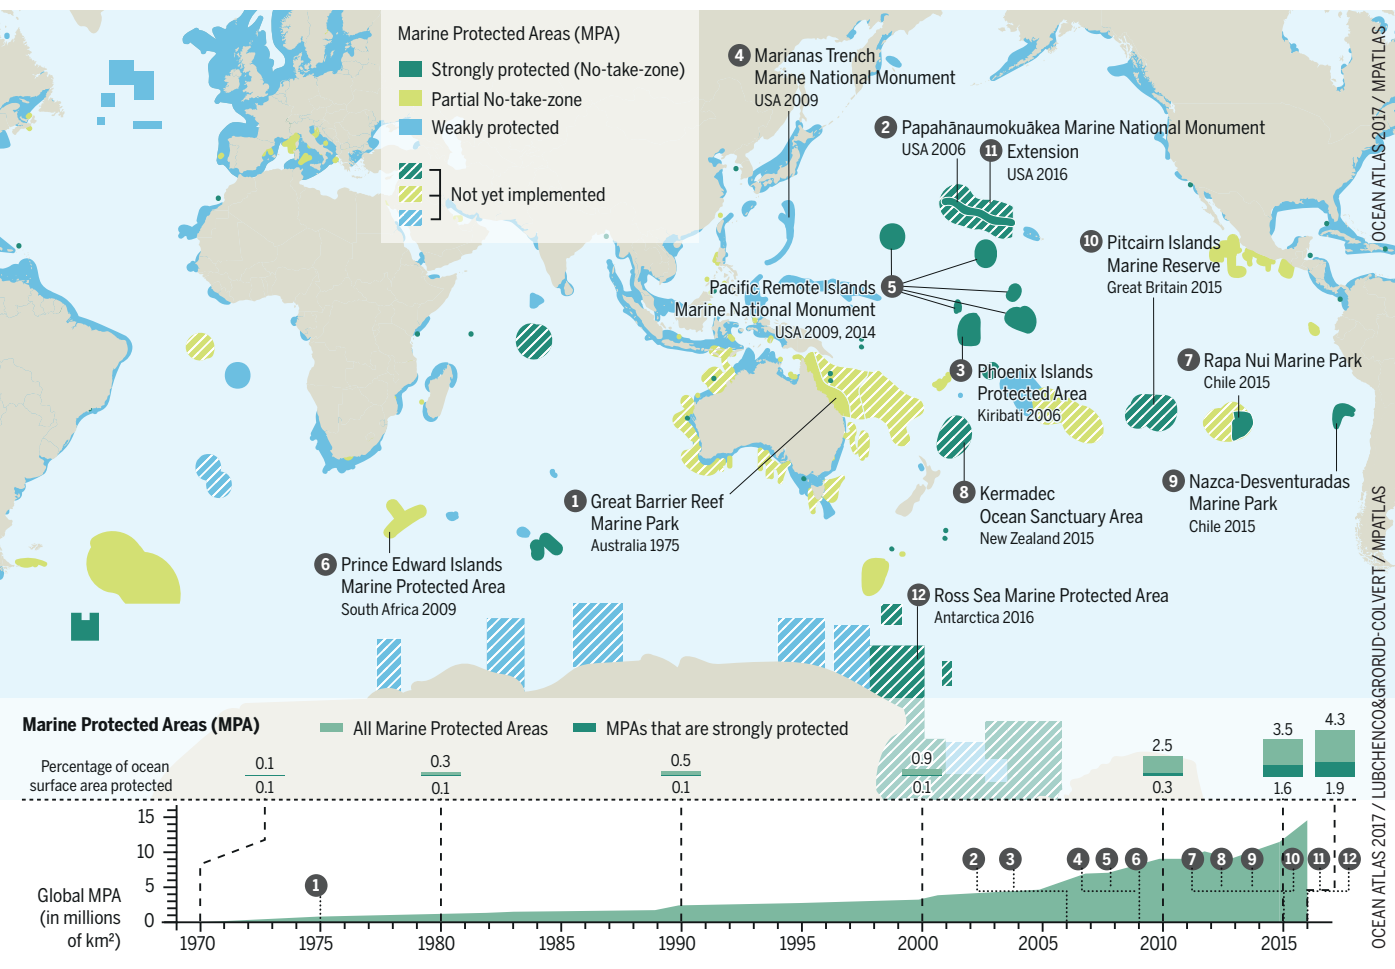 Marine Protected Areas (MPA)
Strongly protected (No-take-zone)
Partial No-take-zone
Weakly protected
Not yet implemented
4 Marianas Trench
Marine National Monument
USA 2009
2 Papahānaumokuākea Marine National Monument
USA 2006
11 Extension
USA 2016
10 Pitcairn Islands
Marine Reserve
Great Britain 2015
Pacific Remote Islands 5
Marine National Monument
USA 2009, 2014
3 Phoenix Islands
Protected Area
Kiribati 2006
7 Rapa Nui Marine Park
Chile 2015
9 Nazca-Desventuradas
Marine Park
Chile 2015
1 Great Barrier Reef
Marine Park
Australia 1975
8 Kermadec
Ocean Sanctuary Area
New Zealand 2015
6 Prince Edward Islands
Marine Protected Area
South Africa 2009
12 Ross Sea Marine Protected Area
Antarctica 2016
Marine Protected Areas (MPA)
All Marine Protected Areas
MPAs that are strongly protected
Percentage of ocean
surface area protected
0.1 0.3 0.5 0.9 2.5 3.5 4.3
0.1 0.1 0.1 0.1 0.3 1.6 1.9
Global MPA
(in millions
of km²)
15
10
5
0
1 2 3 4 5 6 7 8 9 10 11 12
1970 1975 1980 1985 1990 1995 2000 2005 2010 2015
OCEAN ATLAS 2017 / MPATLAS
OCEAN ATLAS 2017 / LUBCHENCO&GRORUD-COLVERT / MPATLAS